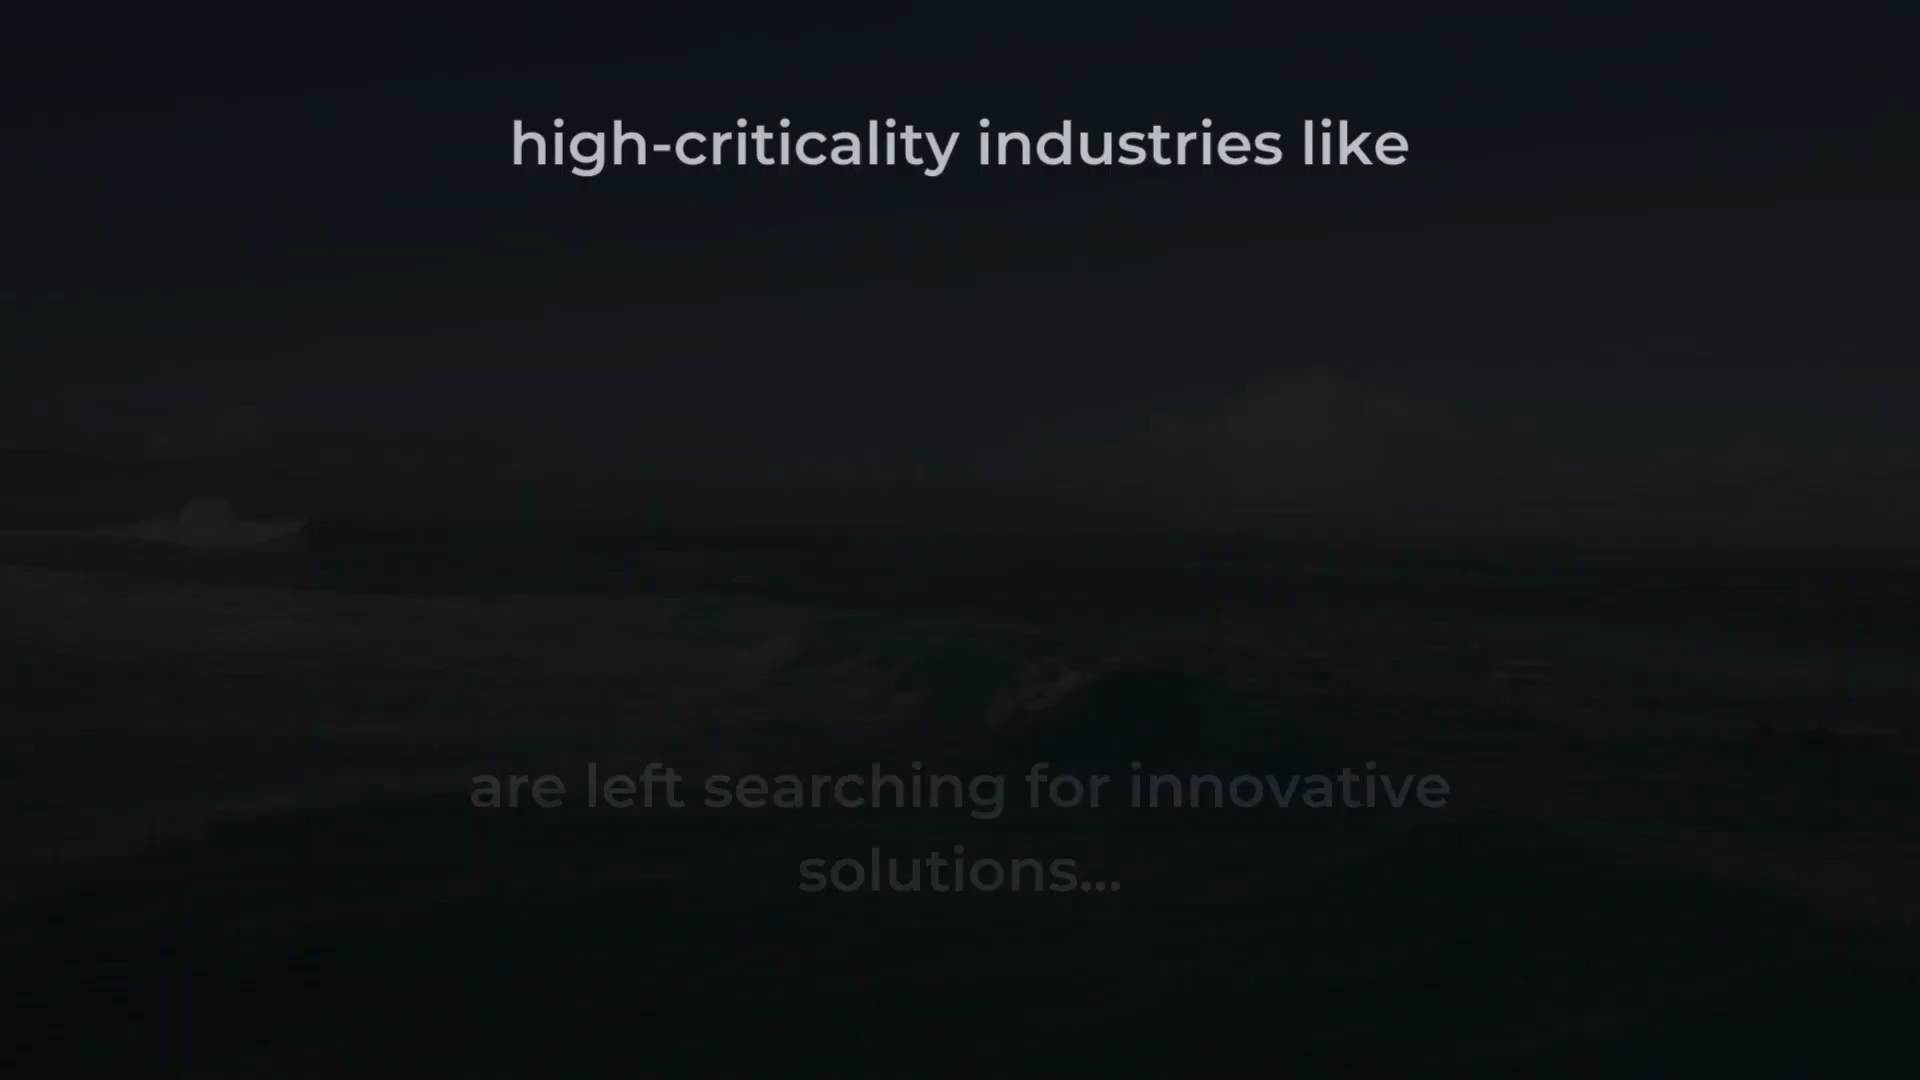 high-criticality industries like
are left searching for innovative
solutions...